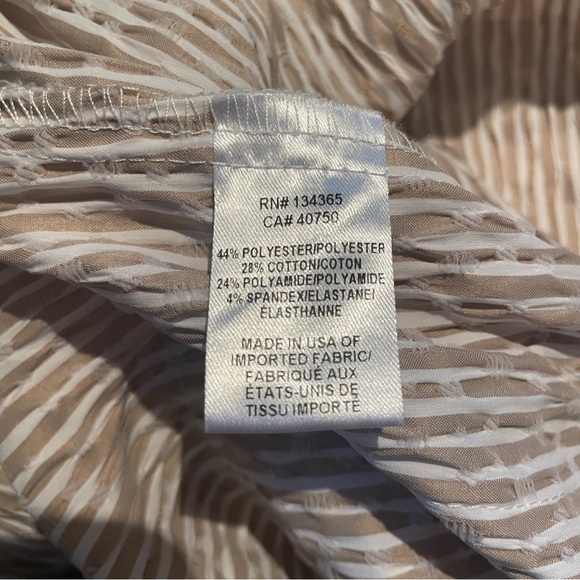 RN# 134365
CA# 40750
44% POLYESTER/POLYESTER
28% COTTON/COTON
24% POLYAMIDE/POLYAMIDE
4% SPANDEX/ELASTANE/
ÉLASTHANNE
MADE IN USA OF
IMPORTED FABRIC/
FABRIQUÉ AUX
ÉTATS-UNIS DE
TISSU IMPORTÉ